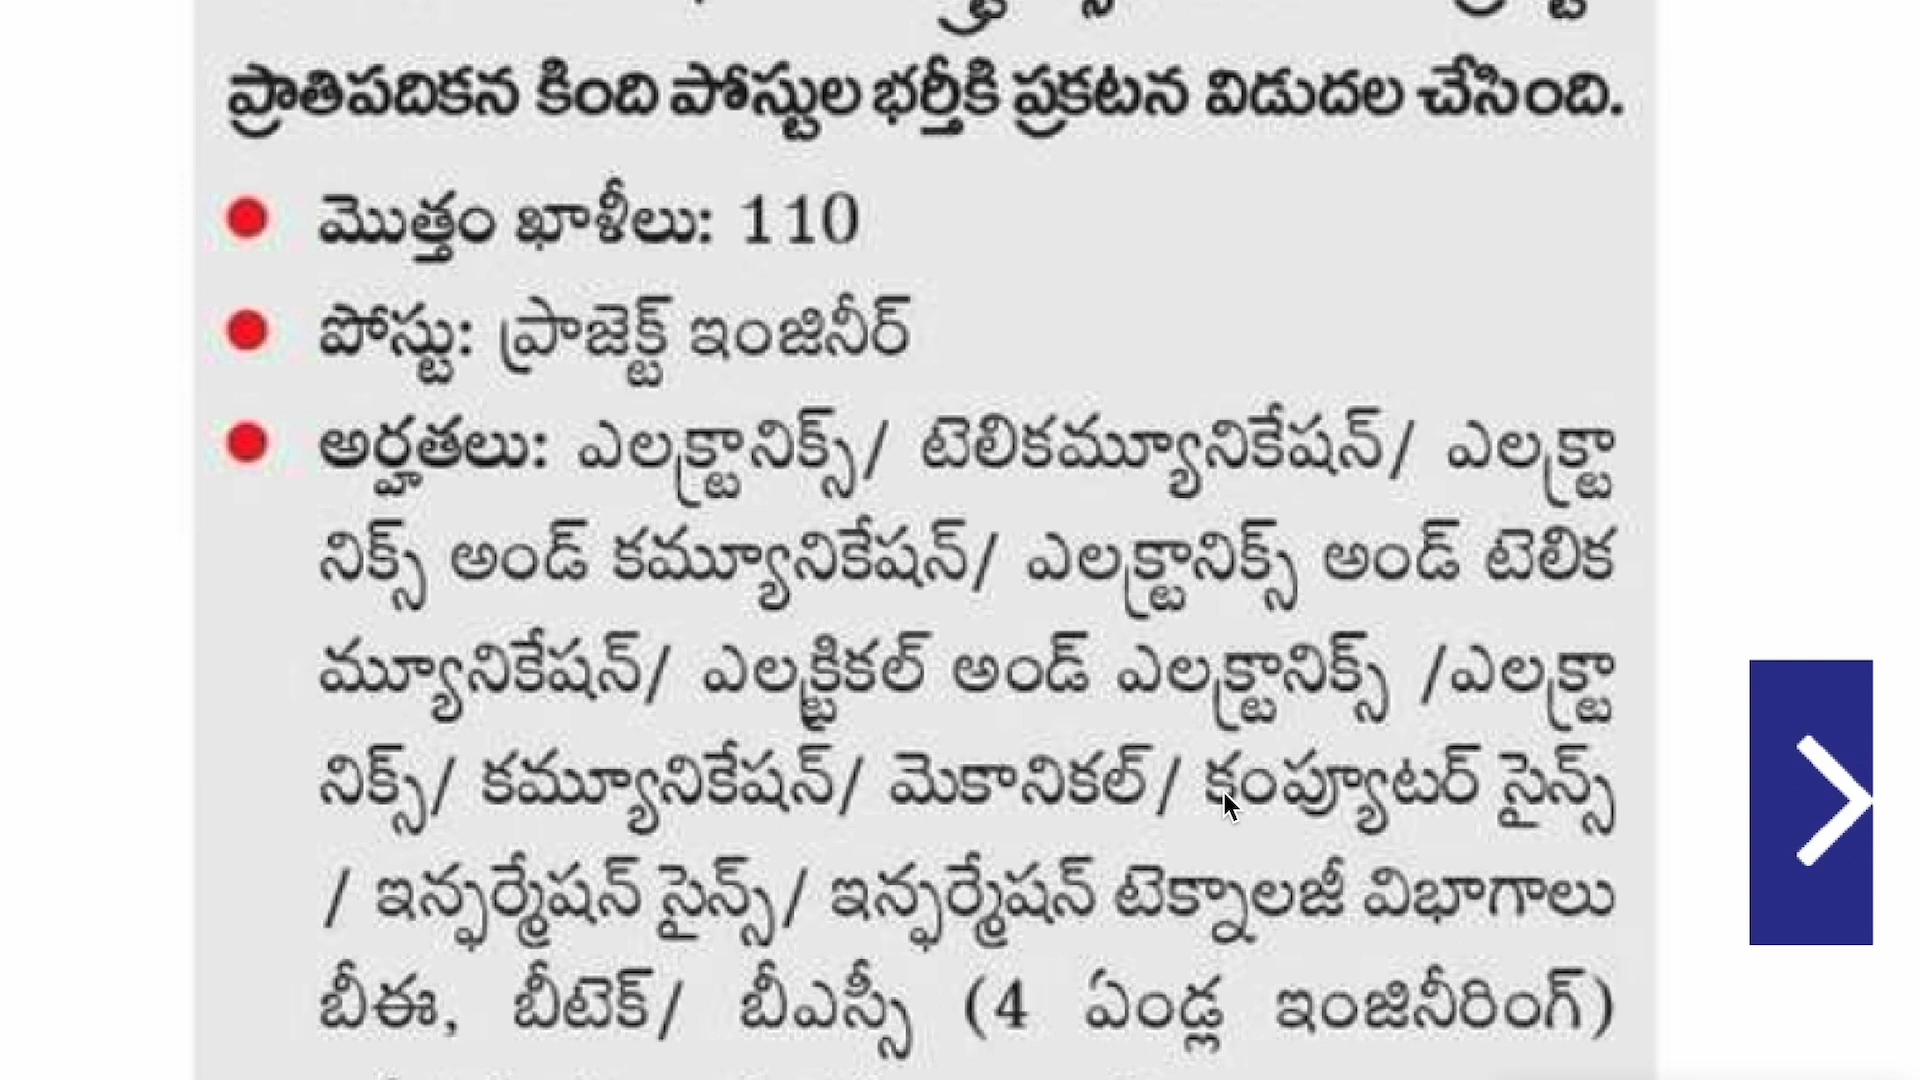 ప్రాతిపదికన కింది పోస్టుల భర్తీకి ప్రకటన విడుదల చేసింది.
మొత్తం ఖాళీలు: 110
పోస్టు: ప్రాజెక్ట్ ఇంజినీర్
అర్హతలు: ఎలక్ట్రానిక్స్/ టెలికమ్యూనికేషన్/ ఎలక్ట్రా
నిక్స్ అండ్ కమ్యూనికేషన్/ ఎలక్ట్రానిక్స్ అండ్ టెలిక
మ్యూనికేషన్/ ఎలక్ట్రికల్ అండ్ ఎలక్ట్రానిక్స్ /ఎలక్ట్రా
నిక్స్/ కమ్యూనికేషన్/ మెకానికల్/ కంప్యూటర్ సైన్స్
/ ఇన్ఫర్మేషన్ సైన్స్/ ఇన్ఫర్మేషన్ టెక్నాలజీ విభాగాలు
బీఈ, బీటెక్/ బీఎస్సీ (4 ఏండ్ల ఇంజినీరింగ్)